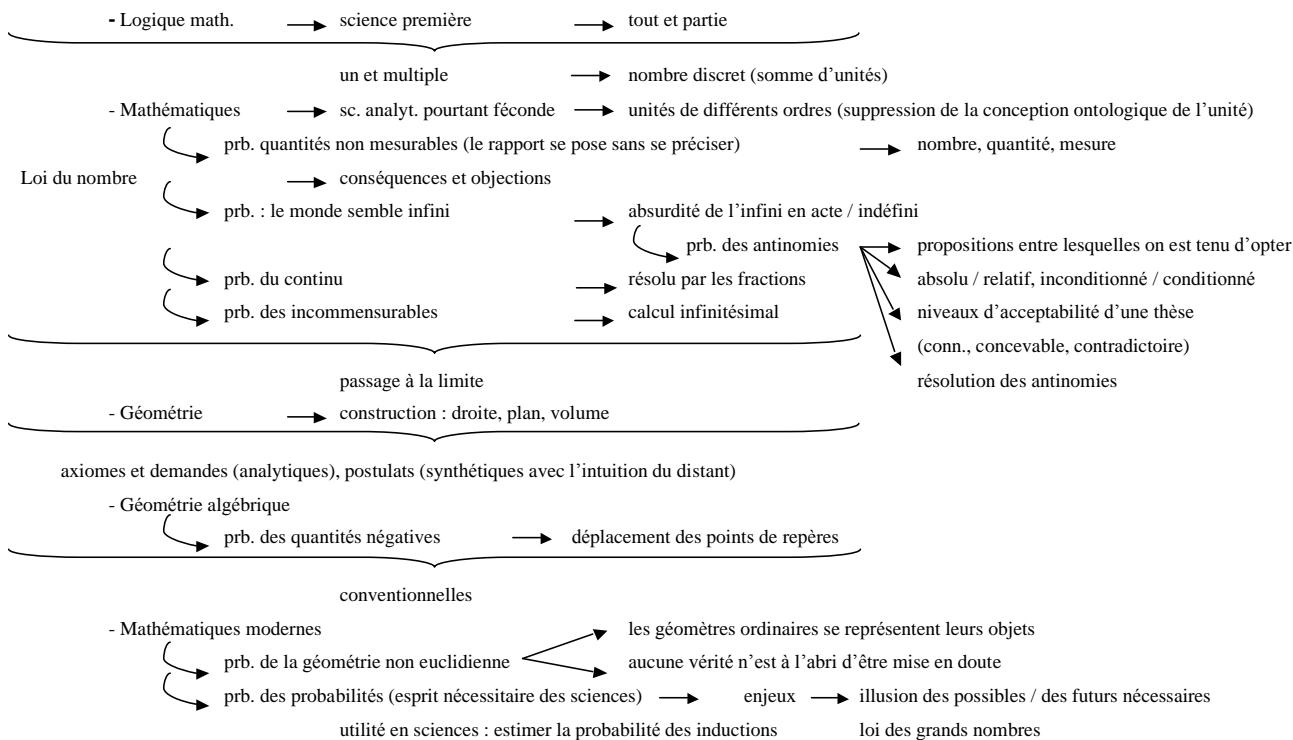 - Logique math. science première tout et partie
un et multiple nombre discret (somme d'unités)
- Mathématiques sc. analyt. pourtant féconde unités de différents ordres (suppression de la conception ontologique de l'unité)
prb. quantités non mesurables (le rapport se pose sans se préciser) nombre, quantité, mesure
Loi du nombre conséquences et objections
prb. : le monde semble infini absurdité de l'infini en acte / indéfini
prb. des antinomies propositions entre lesquelles on est tenu d'opter
prb. du continu résolu par les fractions absolu / relatif, inconditionné / conditionné
prb. des incommensurables calcul infinitésimal niveaux d'acceptabilité d'une thèse
(conn., concevable, contradictoire)
passage à la limite résolution des antinomies
- Géométrie construction : droite, plan, volume
axiomes et demandes (analytiques), postulats (synthétiques avec l'intuition du distant)
- Géométrie algébrique
prb. des quantités négatives déplacement des points de repères
conventionnelles
- Mathématiques modernes les géomètres ordinaires se représentent leurs objets
prb. de la géométrie non euclidienne aucune vérité n'est à l'abri d'être mise en doute
prb. des probabilités (esprit nécessitaire des sciences) enjeux illusion des possibles / des futurs nécessaires
utilité en sciences : estimer la probabilité des inductions loi des grands nombres